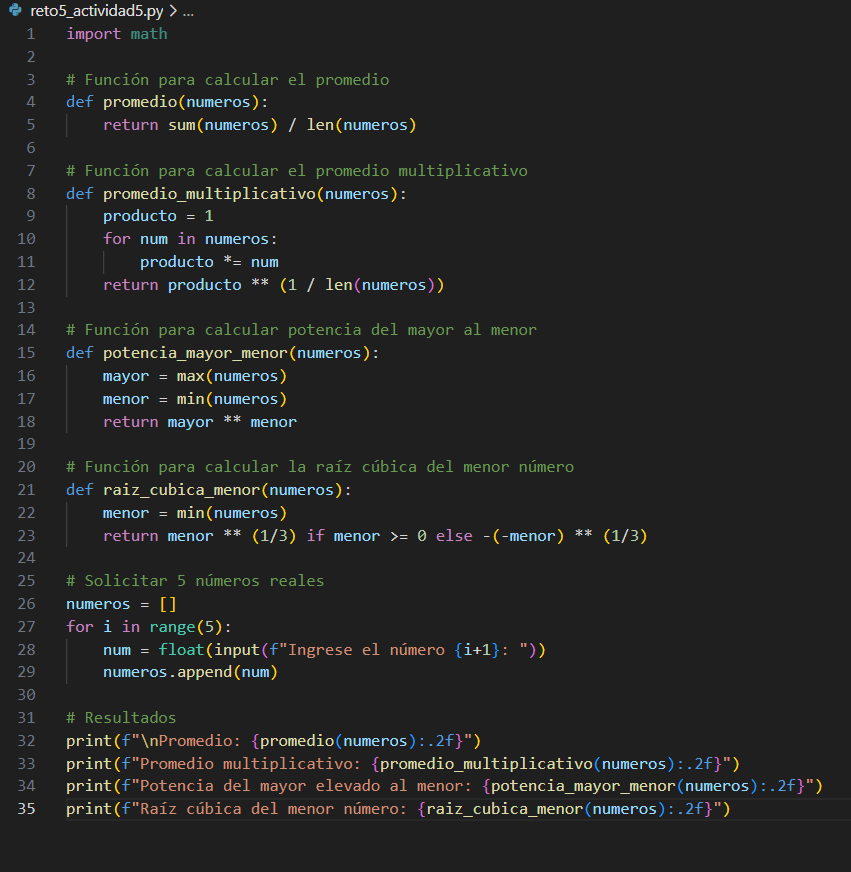 reto5_actividad5.py > ...
1 import math
2
3 # Función para calcular el promedio
4 def promedio(numeros):
5     return sum(numeros) / len(numeros)
6
7 # Función para calcular el promedio multiplicativo
8 def promedio_multiplicativo(numeros):
9     producto = 1
10     for num in numeros:
11         producto *= num
12     return producto ** (1 / len(numeros))
13
14 # Función para calcular potencia del mayor al menor
15 def potencia_mayor_menor(numeros):
16     mayor = max(numeros)
17     menor = min(numeros)
18     return mayor ** menor
19
20 # Función para calcular la raíz cúbica del menor número
21 def raiz_cubica_menor(numeros):
22     menor = min(numeros)
23     return menor ** (1/3) if menor >= 0 else -(-menor) ** (1/3)
24
25 # Solicitar 5 números reales
26 numeros = []
27 for i in range(5):
28     num = float(input(f"Ingrese el número {i+1}: "))
29     numeros.append(num)
30
31 # Resultados
32 print(f"\nPromedio: {promedio(numeros):.2f}")
33 print(f"Promedio multiplicativo: {promedio_multiplicativo(numeros):.2f}")
34 print(f"Potencia del mayor elevado al menor: {potencia_mayor_menor(numeros):.2f}")
35 print(f"Raíz cúbica del menor número: {raiz_cubica_menor(numeros):.2f}")